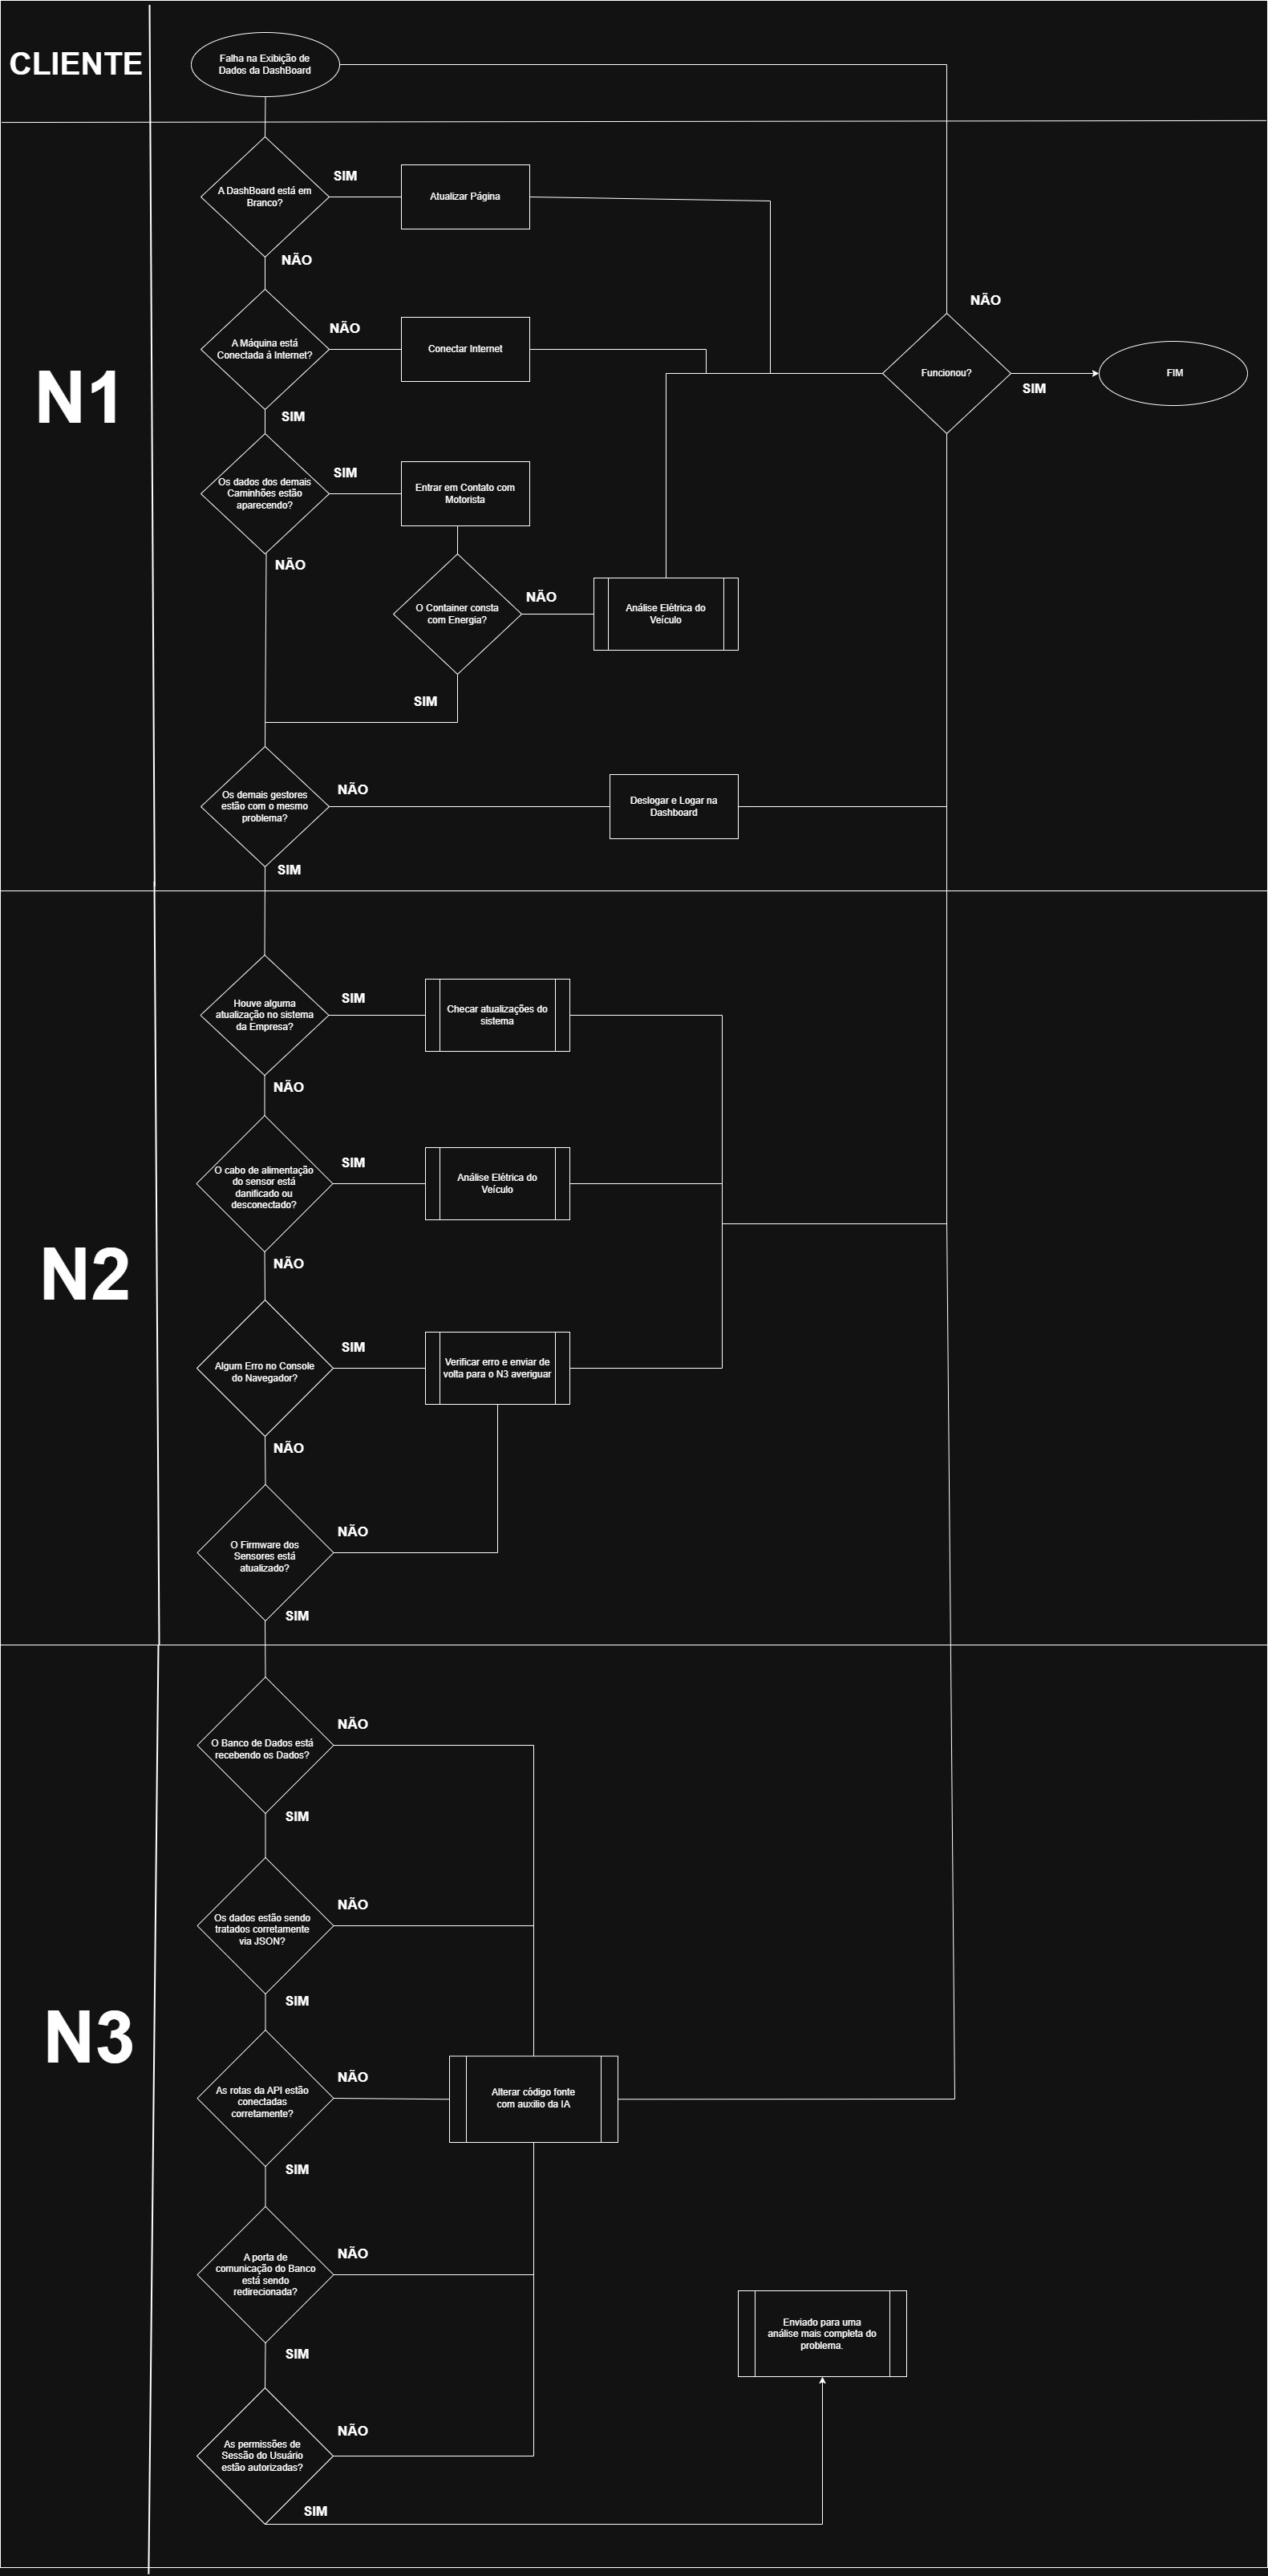 CLIENTE
Falha na Exibição de
Dados da DashBoard
N1
A DashBoard está em
Branco?
SIM
Atualizar Página
NÃO
A Máquina está
Conectada à Internet?
NÃO
Conectar Internet
NÃO
Funcionou?
SIM
FIM
SIM
Os dados dos demais
Caminhões estão
aparecendo?
SIM
Entrar em Contato com
Motorista
NÃO
O Container consta
com Energia?
NÃO
Análise Elétrica do
Veículo
SIM
Os demais gestores
estão com o mesmo
problema?
NÃO
Deslogar e Logar na
Dashboard
SIM
N2
Houve alguma
atualização no sistema
da Empresa?
SIM
Checar atualizações do
sistema
NÃO
O cabo de alimentação
do sensor está
danificado ou
desconectado?
SIM
Análise Elétrica do
Veículo
NÃO
Algum Erro no Console
do Navegador?
SIM
Verificar erro e enviar de
volta para o N3 averiguar
NÃO
O Firmware dos
Sensores está
atualizado?
NÃO
SIM
N3
O Banco de Dados está
recebendo os Dados?
NÃO
SIM
Os dados estão sendo
tratados corretamente
via JSON?
NÃO
SIM
As rotas da API estão
conectadas
corretamente?
NÃO
Alterar código fonte
com auxilio da IA
SIM
A porta de
comunicação do Banco
está sendo
redirecionada?
NÃO
SIM
Enviado para uma
análise mais completa do
problema.
As permissões de
Sessão do Usuário
estão autorizadas?
NÃO
SIM